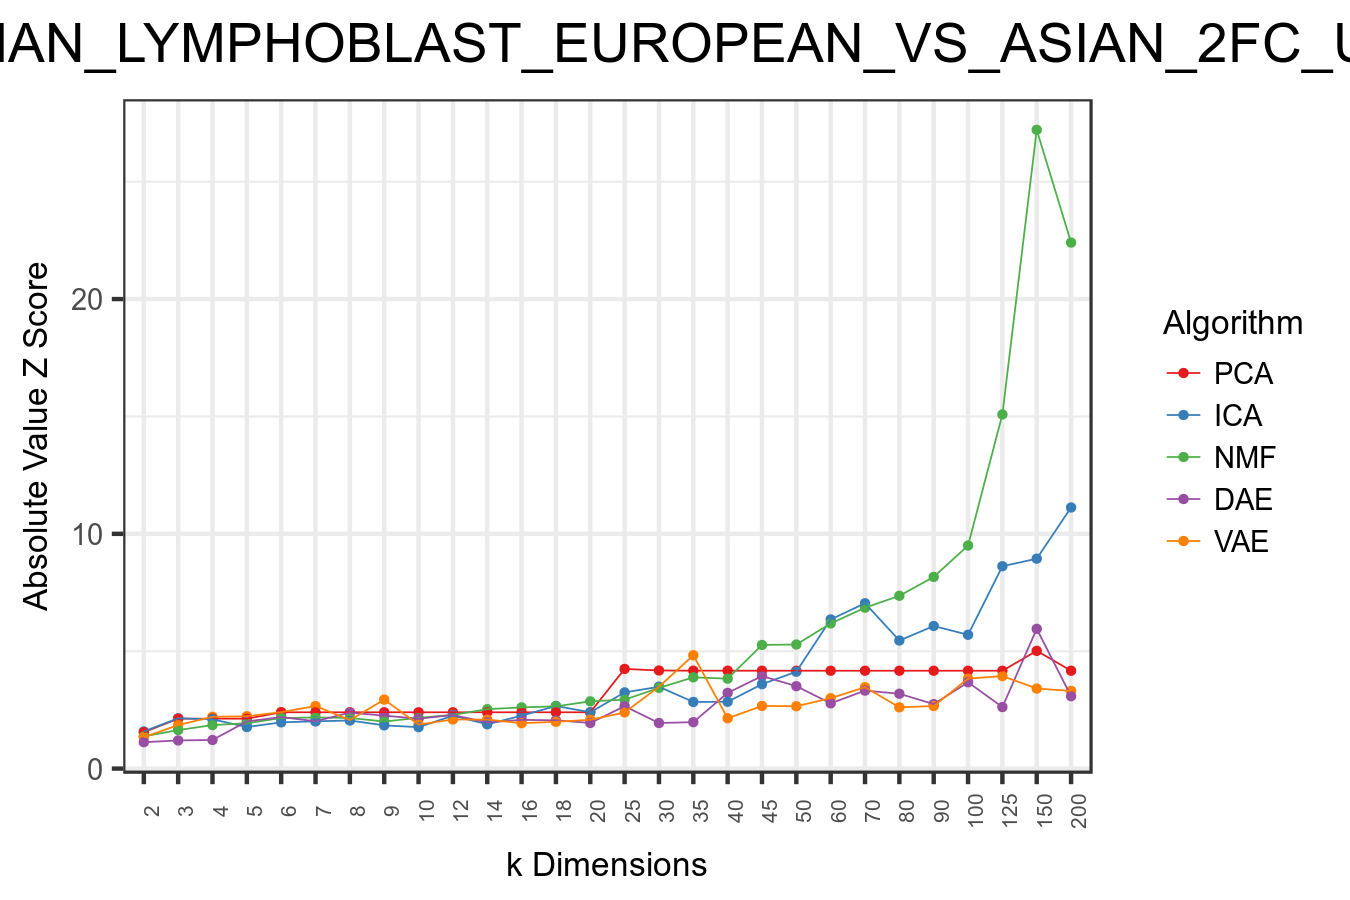 IAN_LYMPHOBLAST_EUROPEAN_VS_ASIAN_2FC_U
Absolute Value Z Score
20
10
0
2 3 4 5 6 7 8 9 10 12 14 16 18 20 25 30 35 40 45 50 60 70 80 90 100 125 150 200
k Dimensions
Algorithm
PCA
ICA
NMF
DAE
VAE